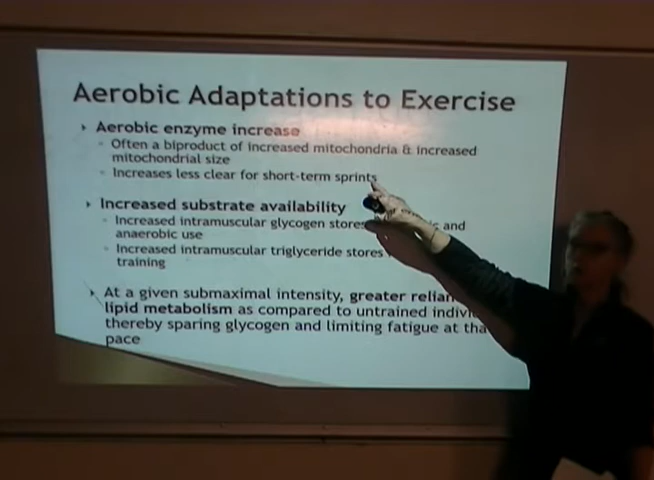 Aerobic Adaptations to Exercise
Aerobic enzyme increase
Often a biproduct of increased mitochondria & increased
mitochondrial size
Increases less clear for short-term sprints
Increased substrate availability
Increased intramuscular glycogen stores and
anaerobic use
Increased intramuscular triglyceride stores
training
At a given submaximal intensity, greater
lipid metabolism as compared to untrained
thereby sparing glycogen and limiting fatigue at
pace